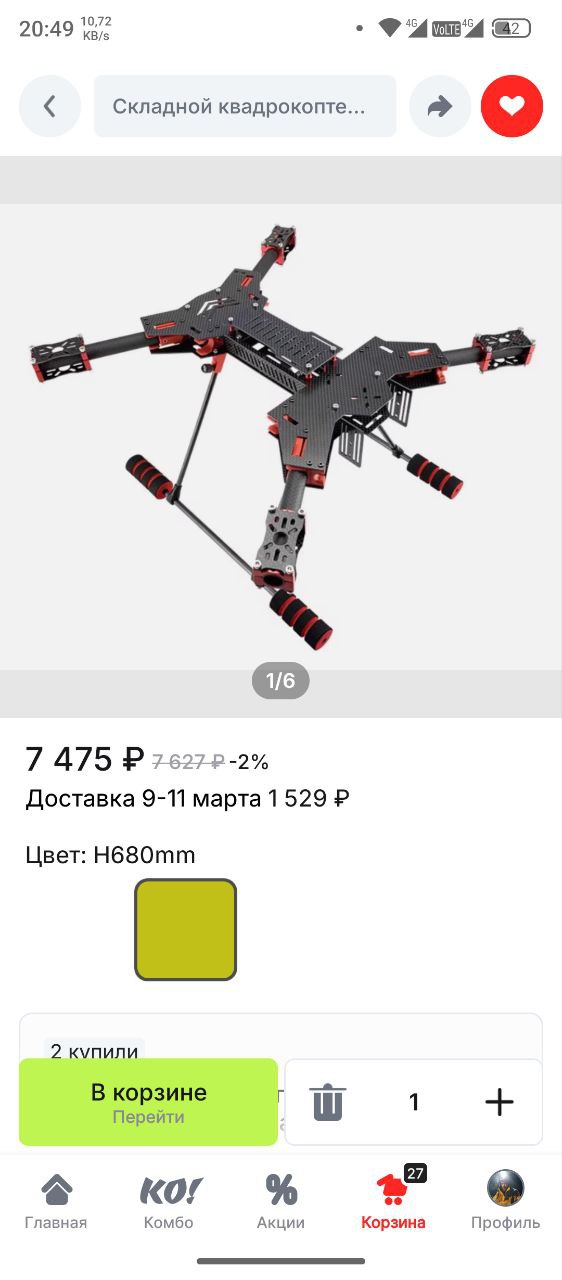 20:49 10,72 KB/s 4G VoLTE 4G 42
Складной квадрокопте...
1/6
7 475 ₽ 7 627 ₽ -2%
Доставка 9-11 марта 1 529 ₽
Цвет: H680mm
2 купили
В корзине
Перейти
1
27
КО!
%
Главная Комбо Акции Корзина Профиль